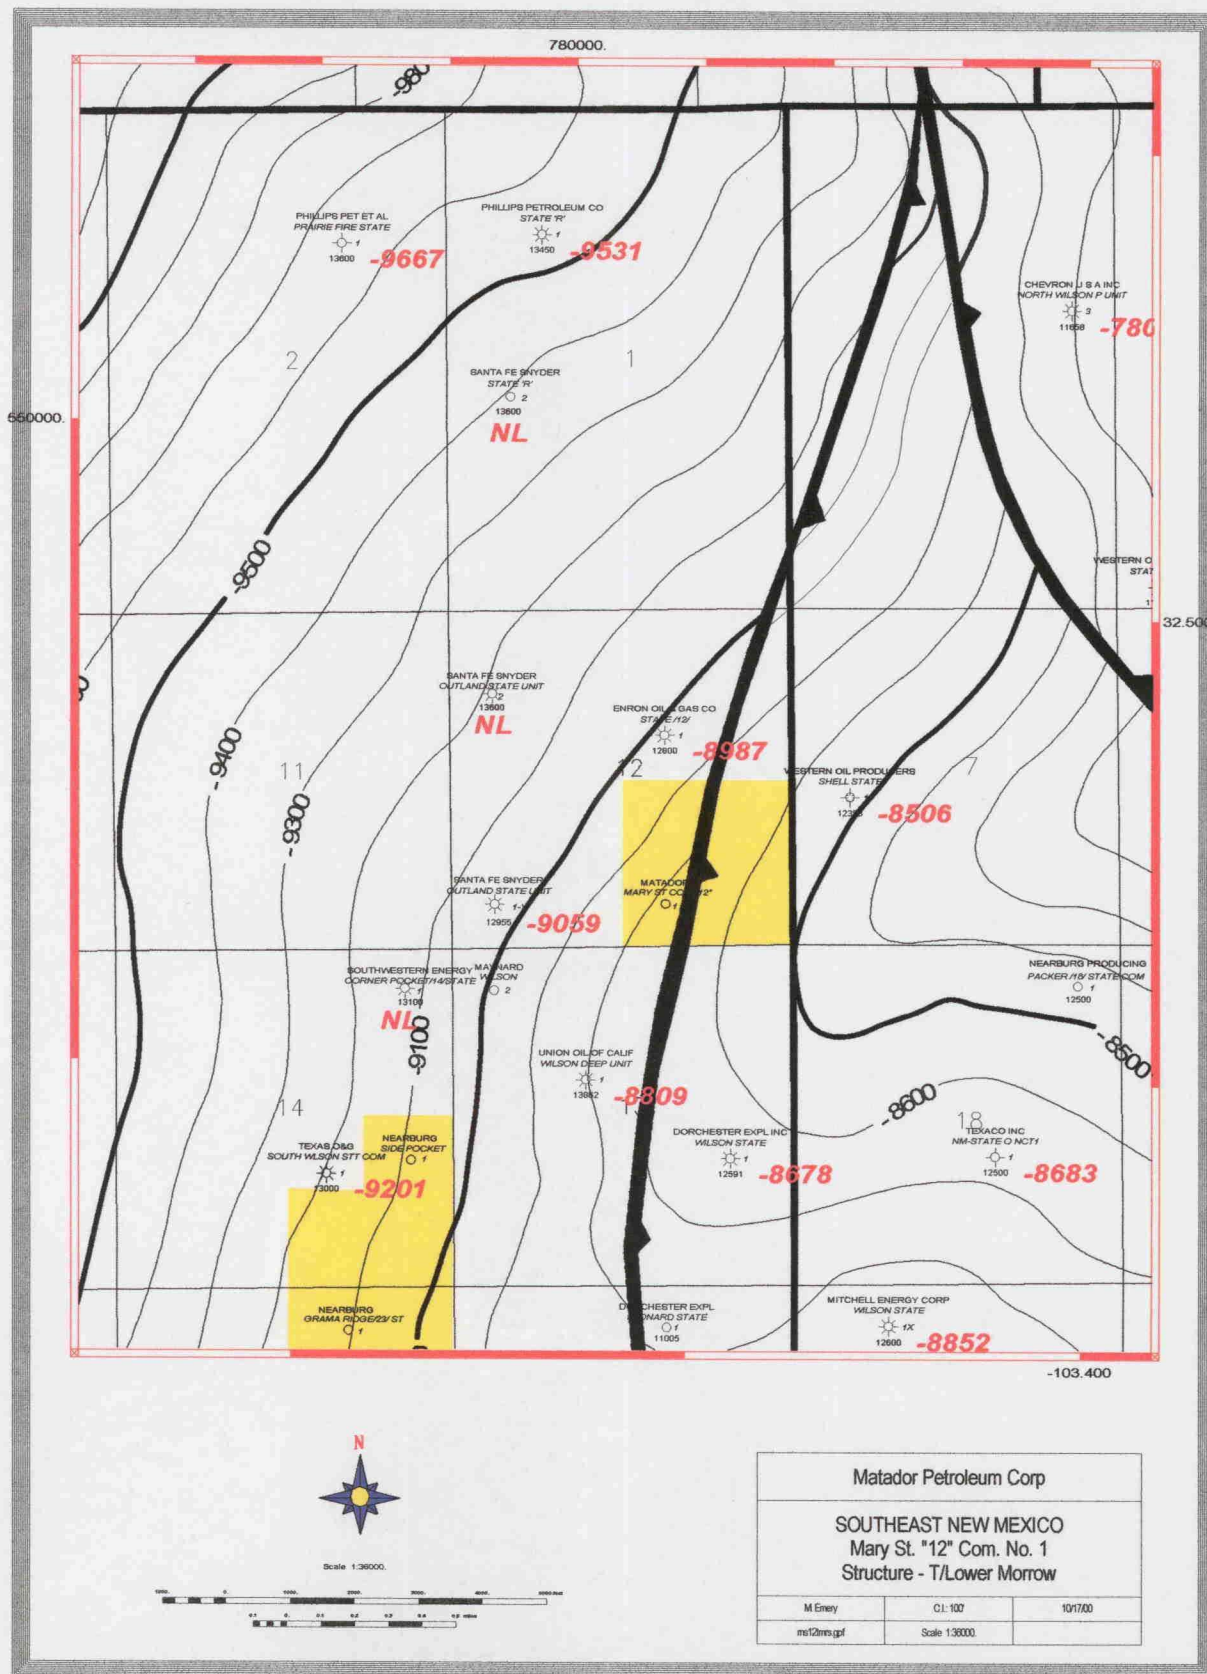 780000.
-980
PHILLIPS PET ET AL
PRAIRIE FIRE STATE
1
13600
-9667
PHILLIPS PETROLEUM CO
STATE 'R'
1
13450
-9531
CHEVRON U S A INC
NORTH WILSON P UNIT
3
-780
2
1
SANTA FE SNYDER
STATE 'R'
2
13600
NL
550000.
-9500
WESTERN O
STAT
32.500
SANTA FE SNYDER
OUTLAND STATE UNIT
2
13600
NL
ENRON OIL & GAS CO
STATE /12/
1
12800
-8987
-9400
11
12
7
WESTERN OIL PRODUCERS
SHELL STATE
1
-8506
-9300
SANTA FE SNYDER
OUTLAND STATE UNIT
1-Y
12955
-9059
MATADOR
MARY ST COM "12"
1
SOUTHWESTERN ENERGY
CORNER POCKET/14/STATE
1
13100
NL
MAYNARD
WILSON
2
NEARBURG PRODUCING
PACKER /18/ STATE COM
1
12500
-9100
-8500
UNION OIL OF CALIF
WILSON DEEP UNIT
1
-8809
-8600
14
18
TEXAS O&G
SOUTH WILSON STT COM
1
13000
-9201
NEARBURG
SIDE POCKET
1
DORCHESTER EXPL INC
WILSON STATE
1
12591
-8678
TEXACO INC
NM-STATE O NCT1
1
12500
-8683
NEARBURG
GRAMA RIDGE/23/ ST
1
DORCHESTER EXPL
ONARD STATE
1
11005
MITCHELL ENERGY CORP
WILSON STATE
1X
12600
-8852
-103.400
N
Scale 1:36000.
Matador Petroleum Corp
SOUTHEAST NEW MEXICO
Mary St. "12" Com. No. 1
Structure - T/Lower Morrow
M Emery
C.I.: 100'
10/17/00
ms12lmrs.gpf
Scale 1:36000.